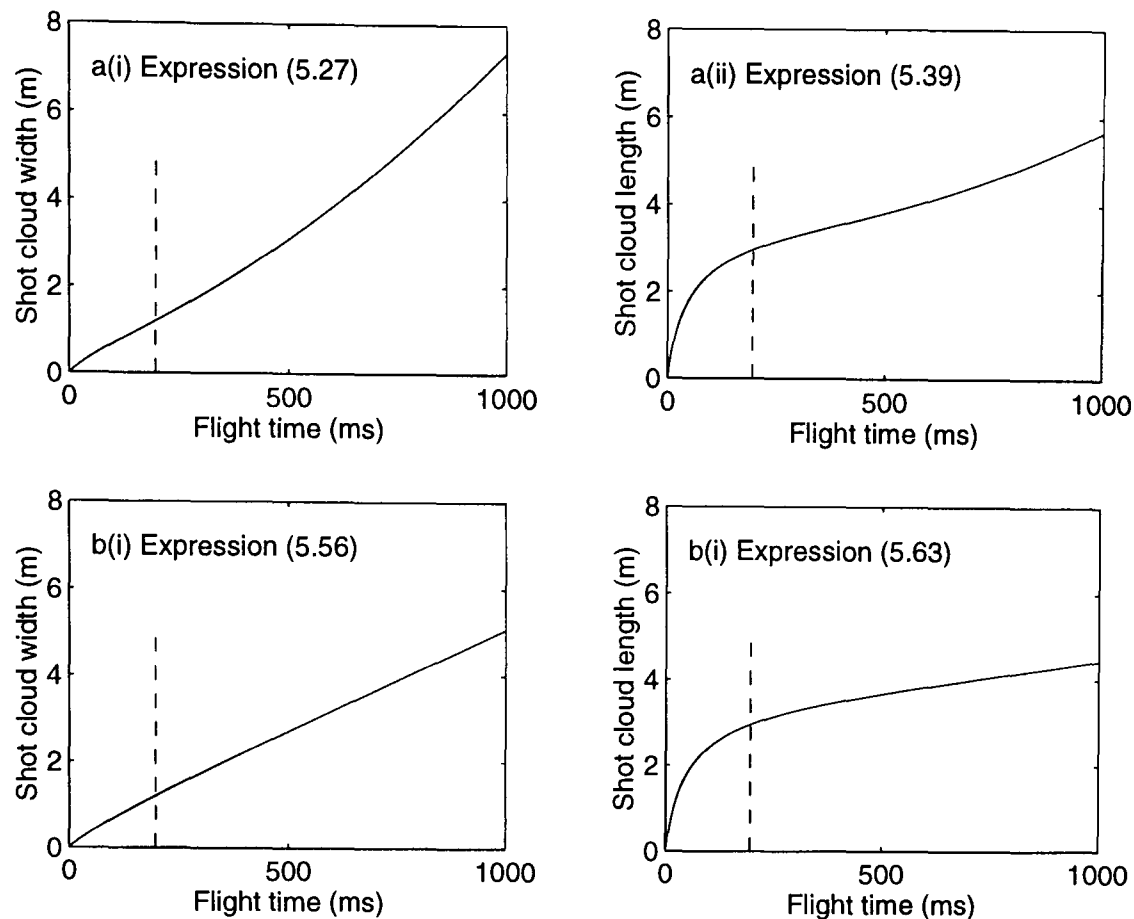 a(i) Expression (5.27)
Shot cloud width (m)
8
6
4
2
0
0 500 1000
Flight time (ms)
a(ii) Expression (5.39)
Shot cloud length (m)
8
6
4
2
0
0 500 1000
Flight time (ms)
b(i) Expression (5.56)
Shot cloud width (m)
8
6
4
2
0
0 500 1000
Flight time (ms)
b(i) Expression (5.63)
Shot cloud length (m)
8
6
4
2
0
0 500 1000
Flight time (ms)